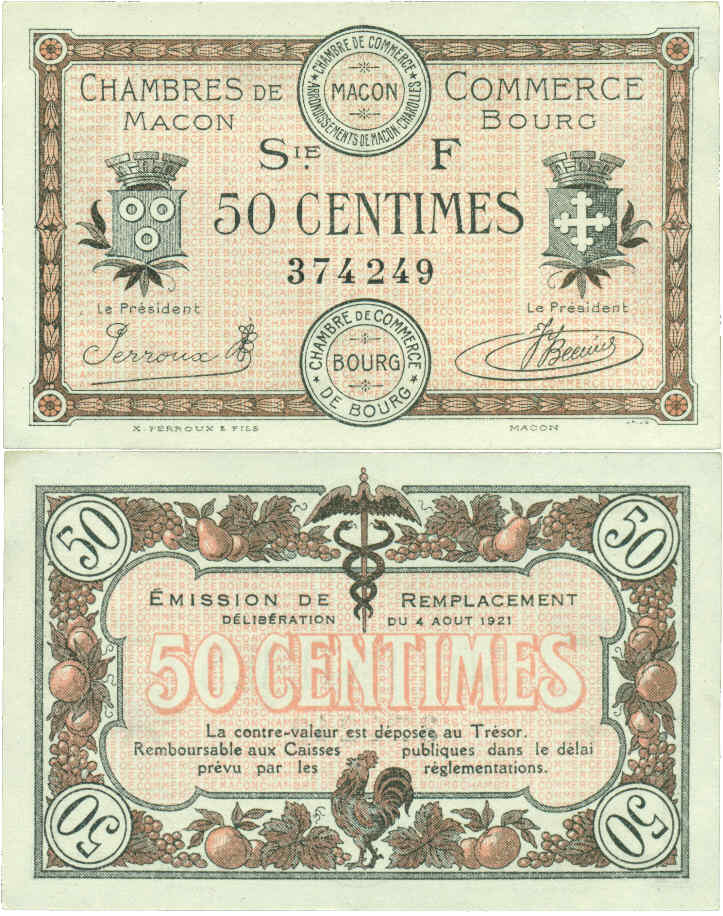 CHAMBRES DE COMMERCE
MACON BOURG
CHAMBRE DE COMMERCE
MACON
ARRONDISSEMENTS DE MACON CHAROLLES
SIE F
50 CENTIMES
374249
Le Président Le Président
Perroux
CHAMBRE DE COMMERCE
BOURG
DE BOURG
X. PERROUX & FILS MACON
50 50
ÉMISSION DE REMPLACEMENT
DÉLIBÉRATION DU 4 AOUT 1921
50 CENTIMES
La contre-valeur est déposée au Trésor.
Remboursable aux Caisses publiques dans le délai
prévu par les réglementations.
50 50